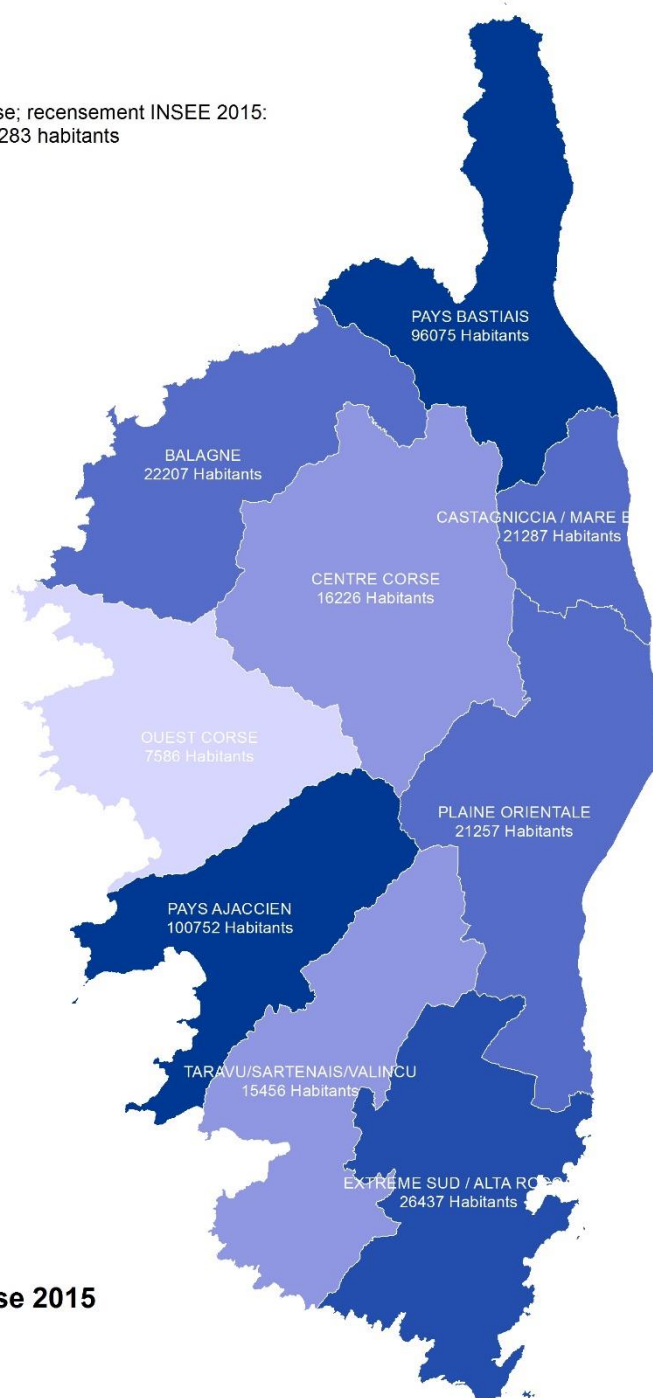 se; recensement INSEE 2015:
283 habitants
PAYS BASTIAIS
96075 Habitants
BALAGNE
22207 Habitants
CASTAGNICCIA / MARE E
21287 Habitants
CENTRE CORSE
16226 Habitants
OUEST CORSE
7586 Habitants
PLAINE ORIENTALE
21257 Habitants
PAYS AJACCIEN
100752 Habitants
TARAVU/SARTENAIS/VALINCU
15456 Habitants
EXTREME SUD / ALTA
26437 Habitants
se 2015